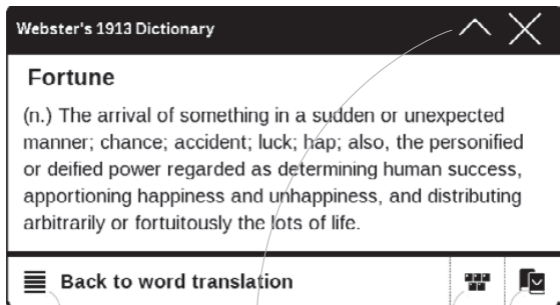 Webster's 1913 Dictionary
Fortune
(n.) The arrival of something in a sudden or unexpected
manner; chance; accident; luck; hap; also, the personified
or deified power regarded as determining human success,
apportioning happiness and unhappiness, and distributing
arbitrarily or fortuitously the lots of life.
Back to word translation